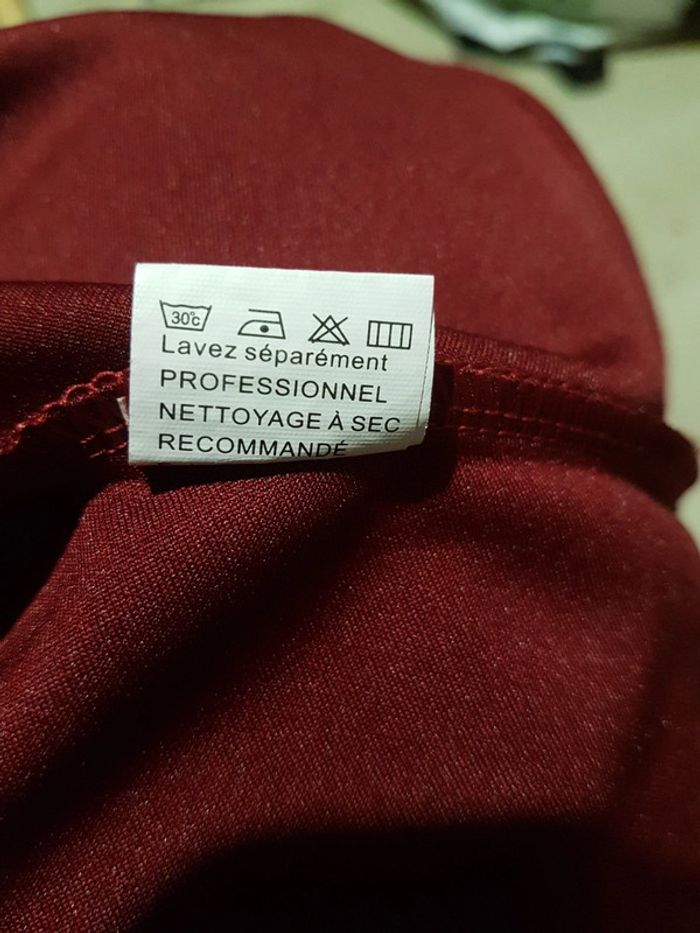 30°c
Lavez séparément
PROFESSIONNEL
NETTOYAGE À SEC
RECOMMANDÉ